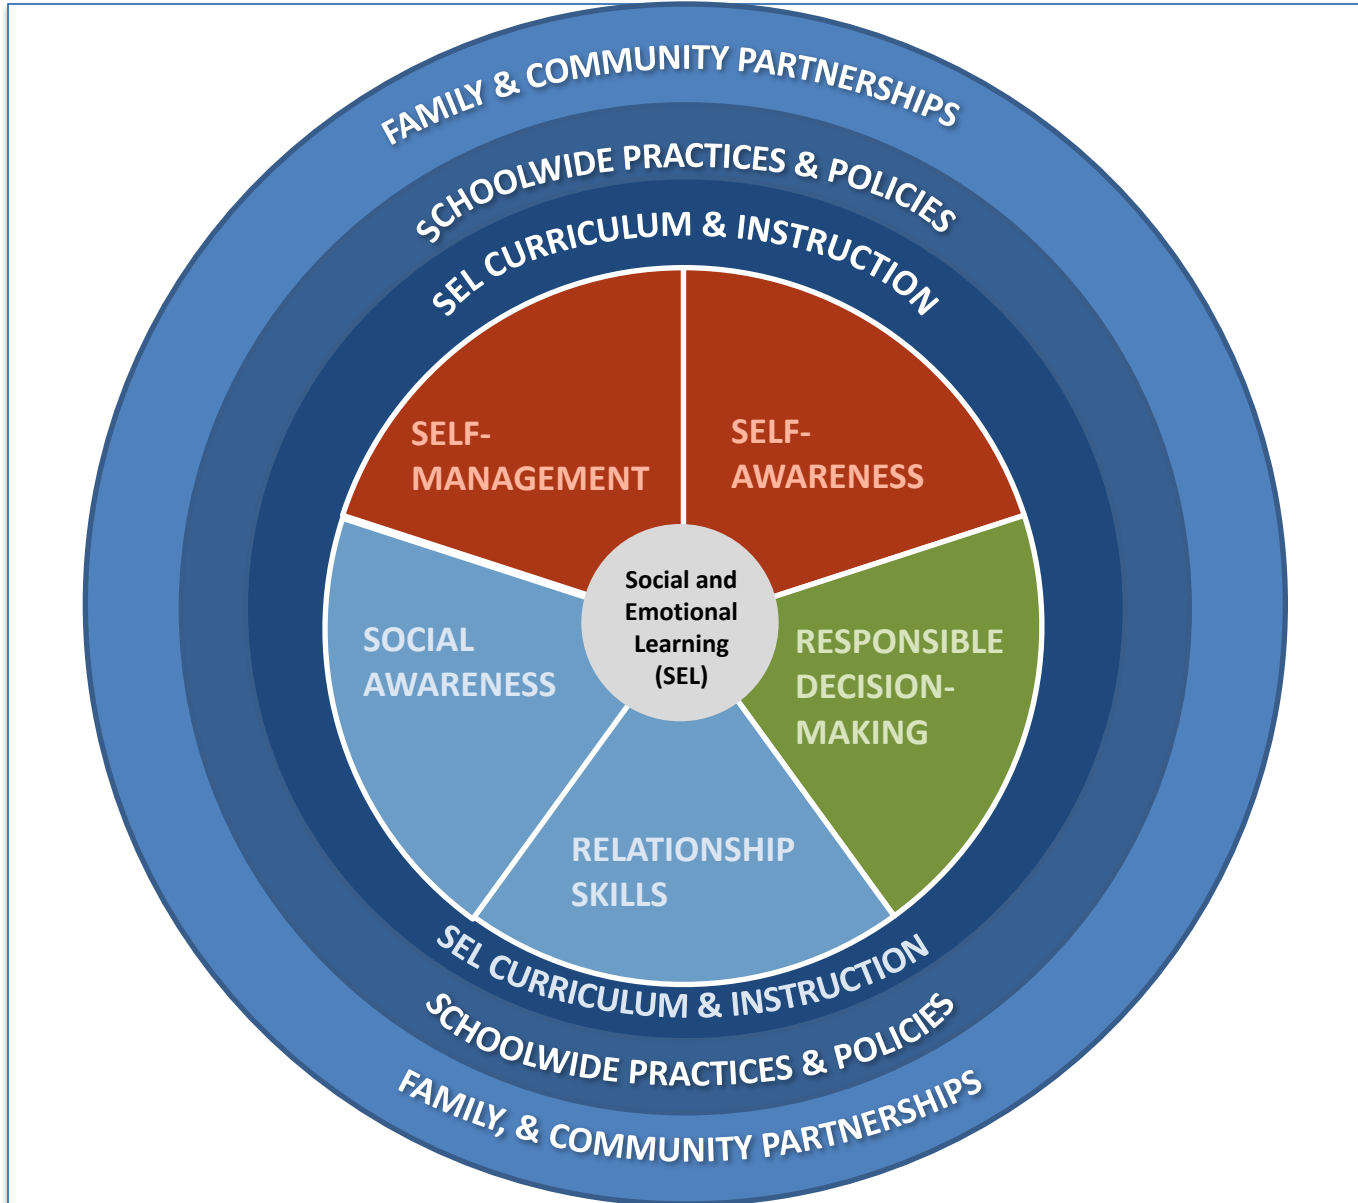 FAMILY & COMMUNITY PARTNERSHIPS
SCHOOLWIDE PRACTICES & POLICIES
SEL CURRICULUM & INSTRUCTION
SELF-
MANAGEMENT
SELF-
AWARENESS
Social and
Emotional
Learning
(SEL)
SOCIAL
AWARENESS
RESPONSIBLE
DECISION-
MAKING
RELATIONSHIP
SKILLS
SEL CURRICULUM & INSTRUCTION
SCHOOLWIDE PRACTICES & POLICIES
FAMILY, & COMMUNITY PARTNERSHIPS